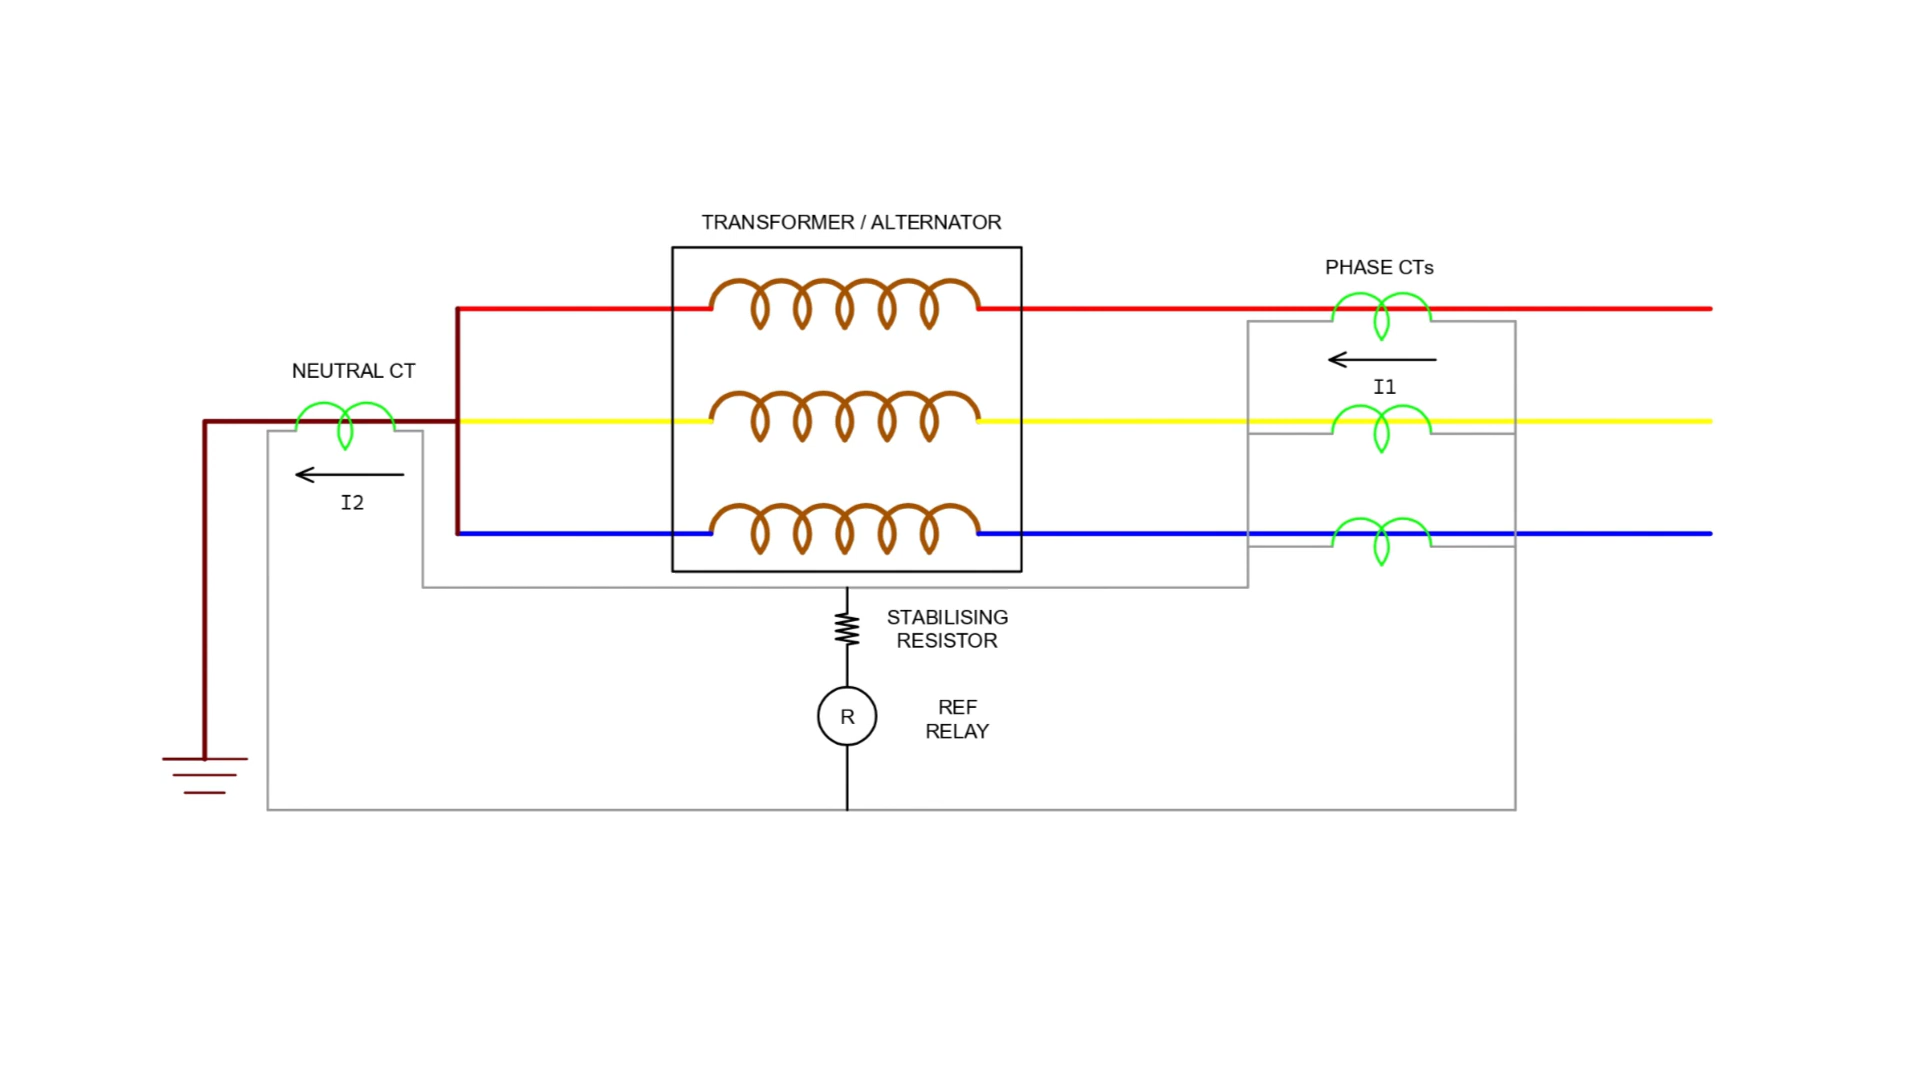 TRANSFORMER / ALTERNATOR
PHASE CTs
I1
NEUTRAL CT
I2
STABILISING
RESISTOR
R
REF
RELAY